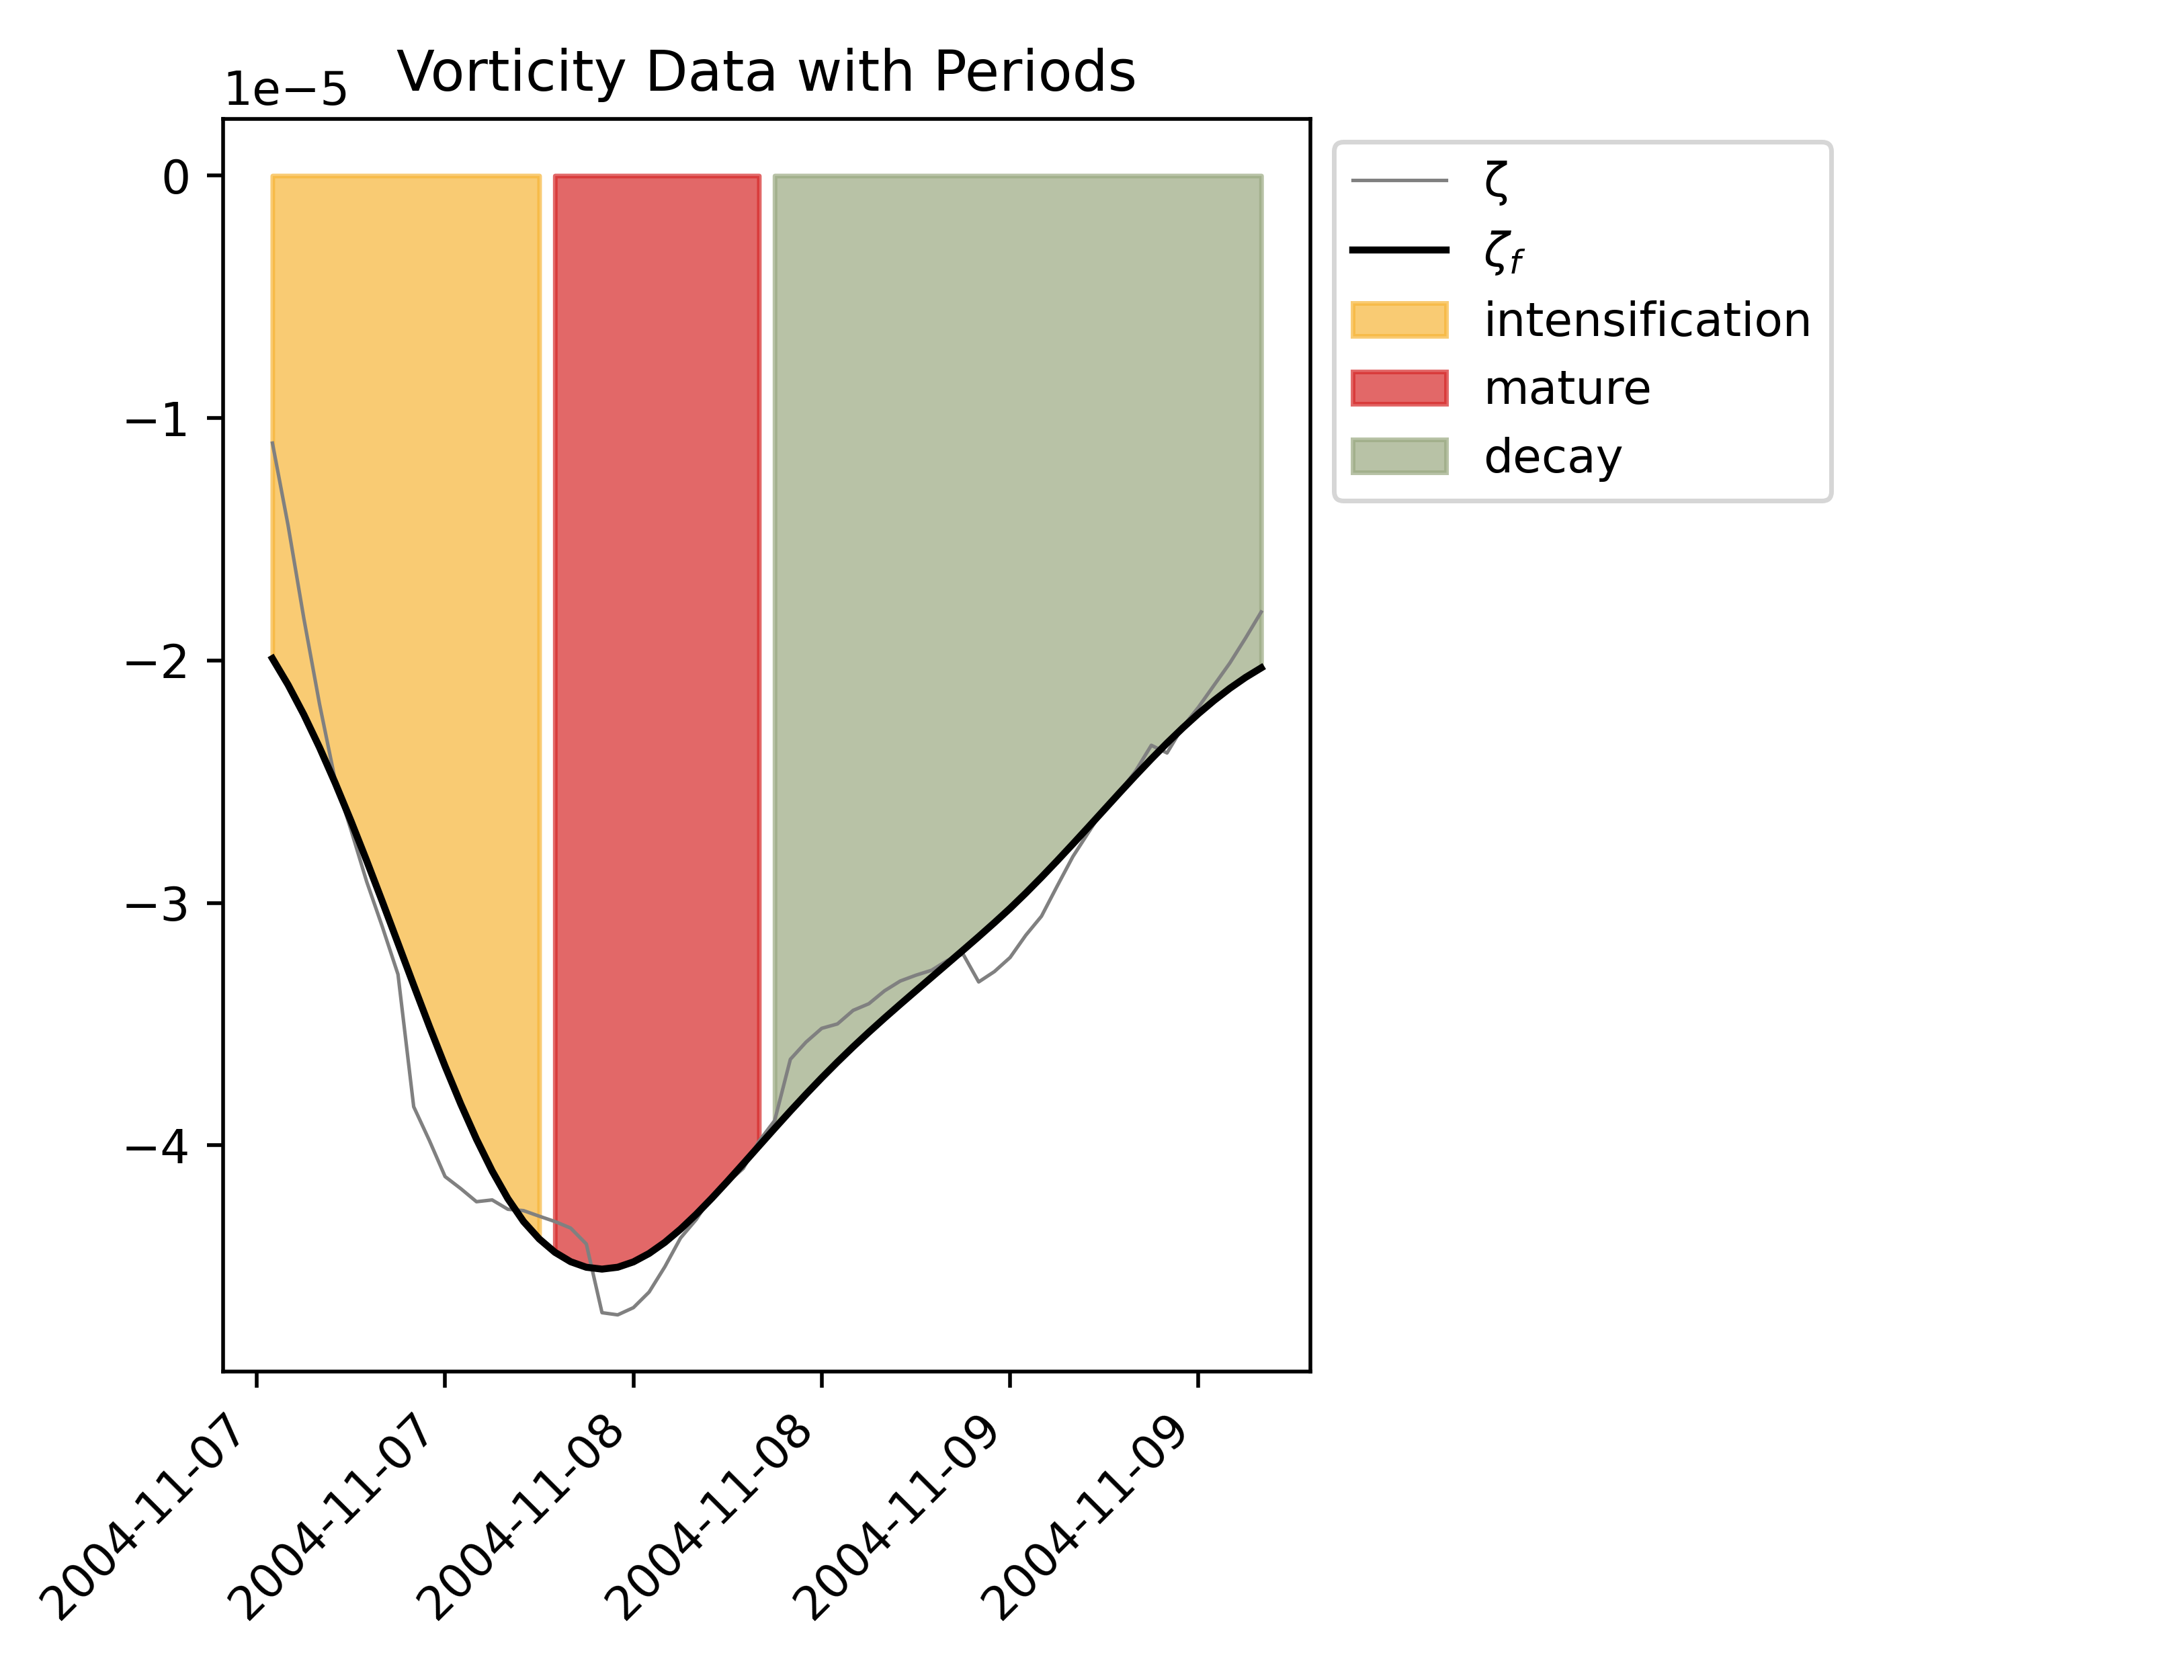 Vorticity Data with Periods
1e−5
0
−1
−2
−3
−4
2004-11-07
2004-11-07
2004-11-08
2004-11-08
2004-11-09
2004-11-09
ζ
ζf
intensification
mature
decay